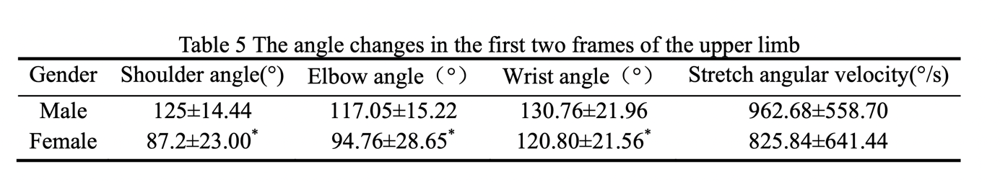 Table 5 The angle changes in the first two frames of the upper limb
Gender Shoulder angle(°) Elbow angle（°） Wrist angle（°） Stretch angular velocity(°/s)
Male 125±14.44 117.05±15.22 130.76±21.96 962.68±558.70
Female 87.2±23.00* 94.76±28.65* 120.80±21.56* 825.84±641.44